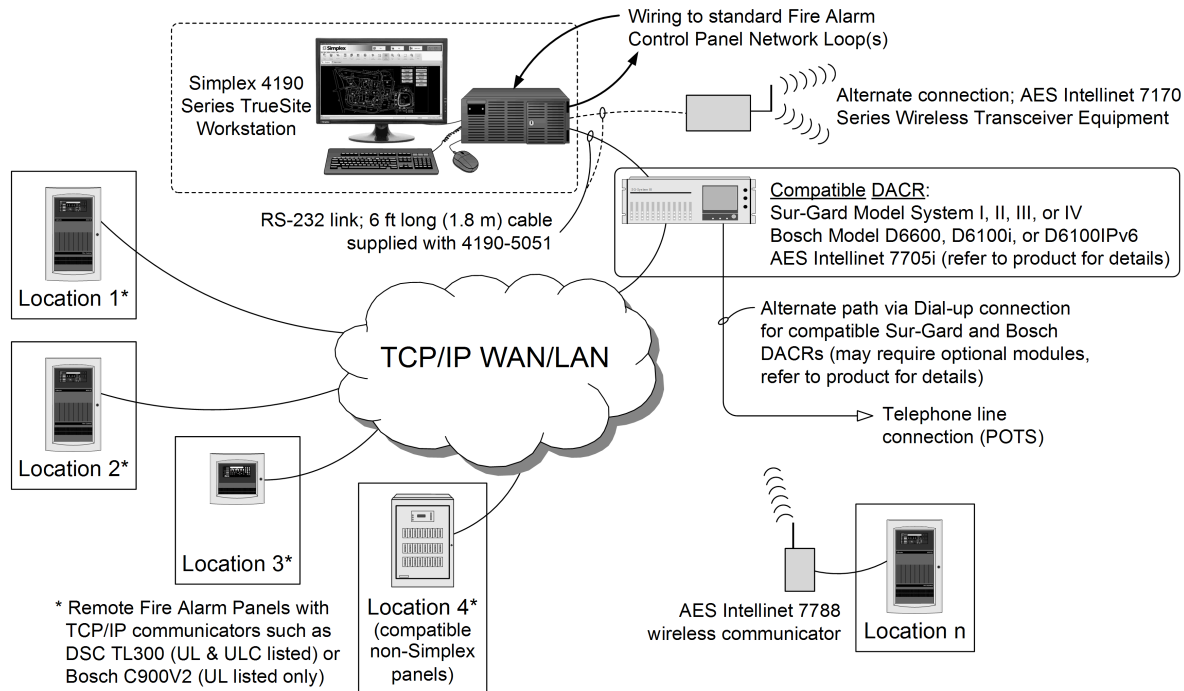 Wiring to standard Fire Alarm
Control Panel Network Loop(s)
Simplex
Simplex 4190
Series TrueSite
Workstation
Alternate connection; AES Intellinet 7170
Series Wireless Transceiver Equipment
RS-232 link; 6 ft long (1.8 m) cable
supplied with 4190-5051
Compatible DACR:
Sur-Gard Model System I, II, III, or IV
Bosch Model D6600, D6100i, or D6100IPv6
AES Intellinet 7705i (refer to product for details)
Location 1*
TCP/IP WAN/LAN
Alternate path via Dial-up connection
for compatible Sur-Gard and Bosch
DACRs (may require optional modules,
refer to product for details)
Telephone line
connection (POTS)
Location 2*
Location 3*
Location 4*
(compatible
non-Simplex
panels)
* Remote Fire Alarm Panels with
TCP/IP communicators such as
DSC TL300 (UL & ULC listed) or
Bosch C900V2 (UL listed only)
AES Intellinet 7788
wireless communicator
Location n